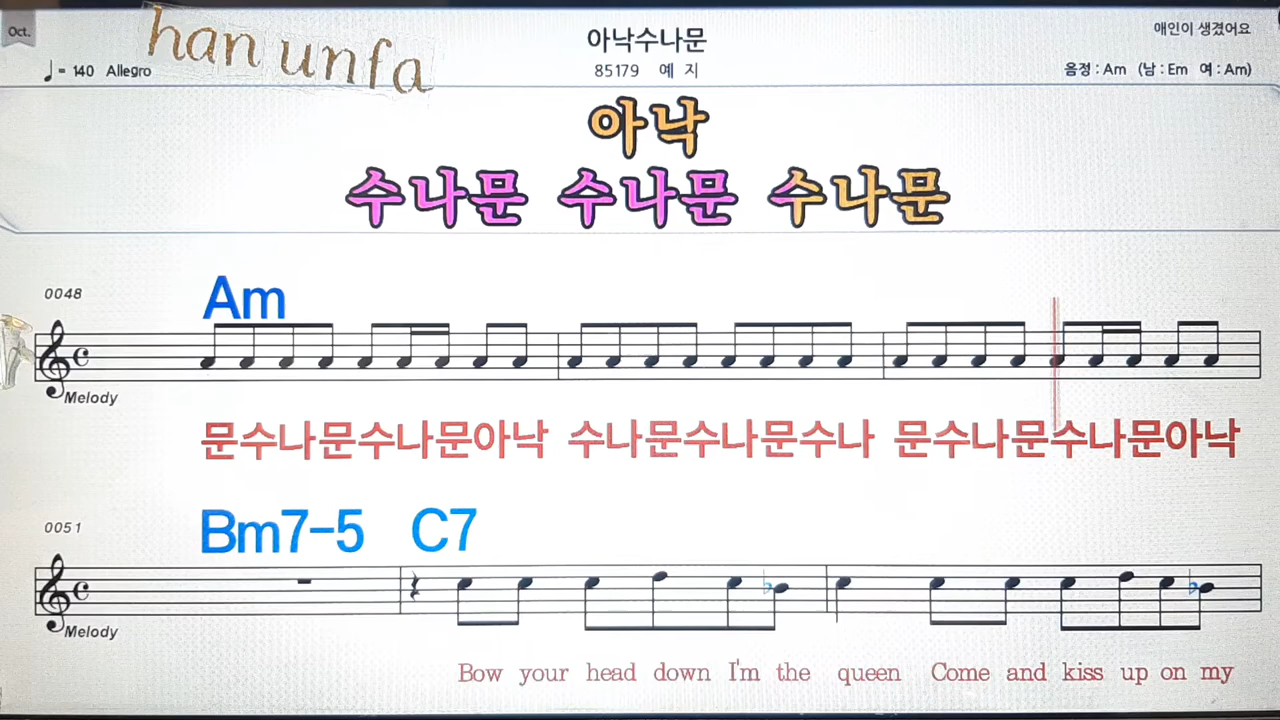 Oct.
han unfa
아낙수나문
애인이 생겼어요
♩= 140 Allegro
85179 예 지
음정 : Am (남 : Em 여 : Am)
아낙
수나문 수나문 수나문
0048
Am
Melody
문수나문수나문아낙 수나문수나문수나 문수나문수나문아낙
0051
Bm7-5 C7
Melody
Bow your head down I'm the queen Come and kiss up on my